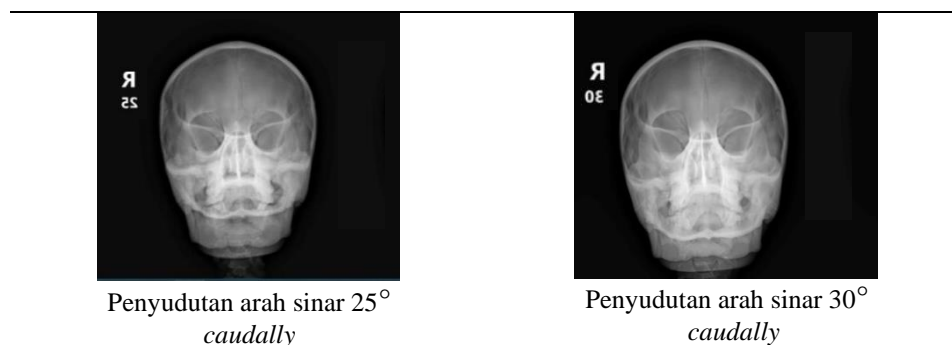 R
25
R
30
Penyudutan arah sinar 25°
caudally
Penyudutan arah sinar 30°
caudally